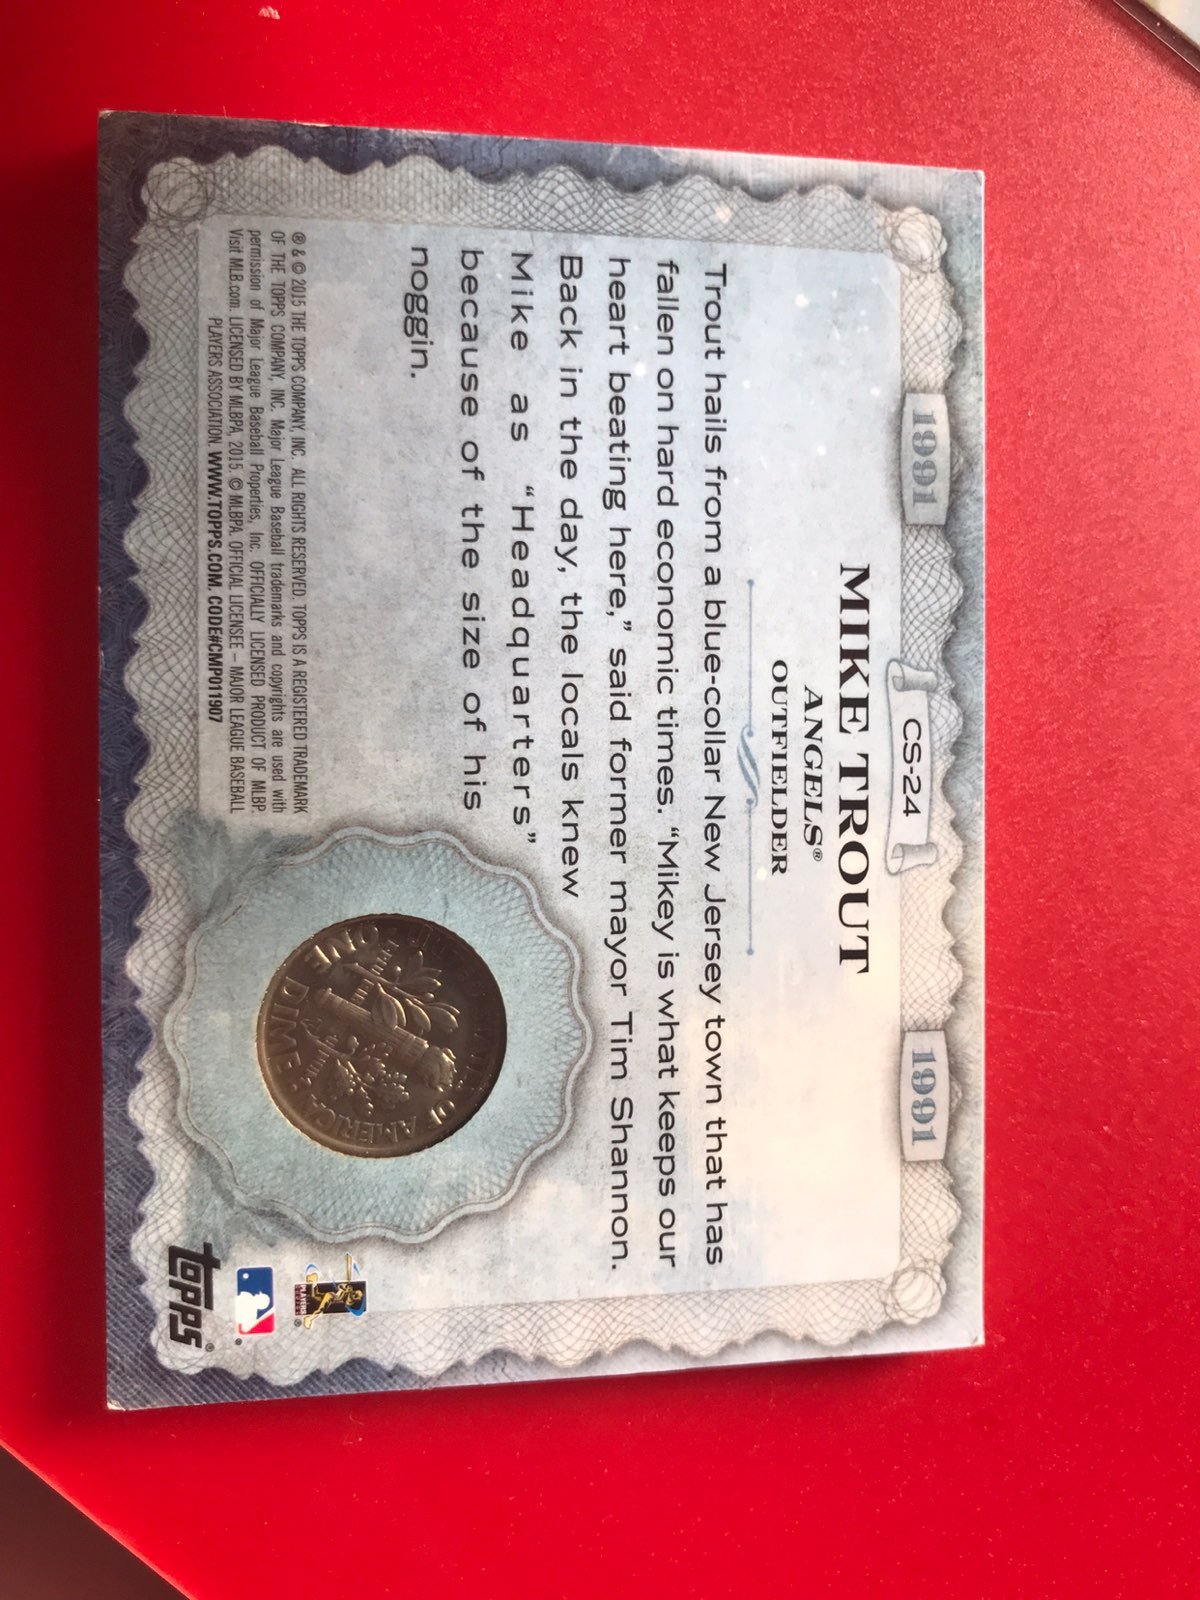 1991 CS-24 1991
MIKE TROUT
ANGELS®
OUTFIELDER
Trout hails from a blue-collar New Jersey town that has
fallen on hard economic times. “Mikey is what keeps our
heart beating here,” said former mayor Tim Shannon.
Back in the day, the locals knew
Mike as “Headquarters”
because of the size of his
noggin.
® & © 2015 THE TOPPS COMPANY, INC. ALL RIGHTS RESERVED. TOPPS IS A REGISTERED TRADEMARK
OF THE TOPPS COMPANY, INC. Major League Baseball trademarks and copyrights are used with
permission of Major League Baseball Properties, Inc. OFFICIALLY LICENSED PRODUCT OF MLBP.
Visit MLB.com. LICENSED BY MLBPA, 2015. © MLBPA. OFFICIAL LICENSEE – MAJOR LEAGUE BASEBALL
PLAYERS ASSOCIATION. WWW.TOPPS.COM. CODE#CMP011907
OF AMERICA
ONE DIME
PLAYERS
®
®
topps®